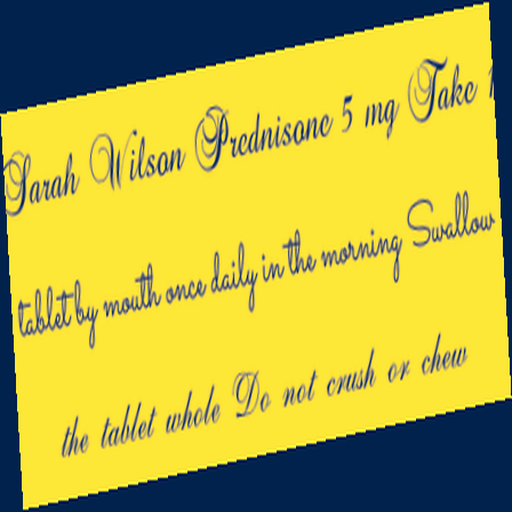 Sarah Wilson Prednisone 5 mg Take 1
tablet by mouth once daily in the morning Swallow
the tablet whole Do not crush or chew